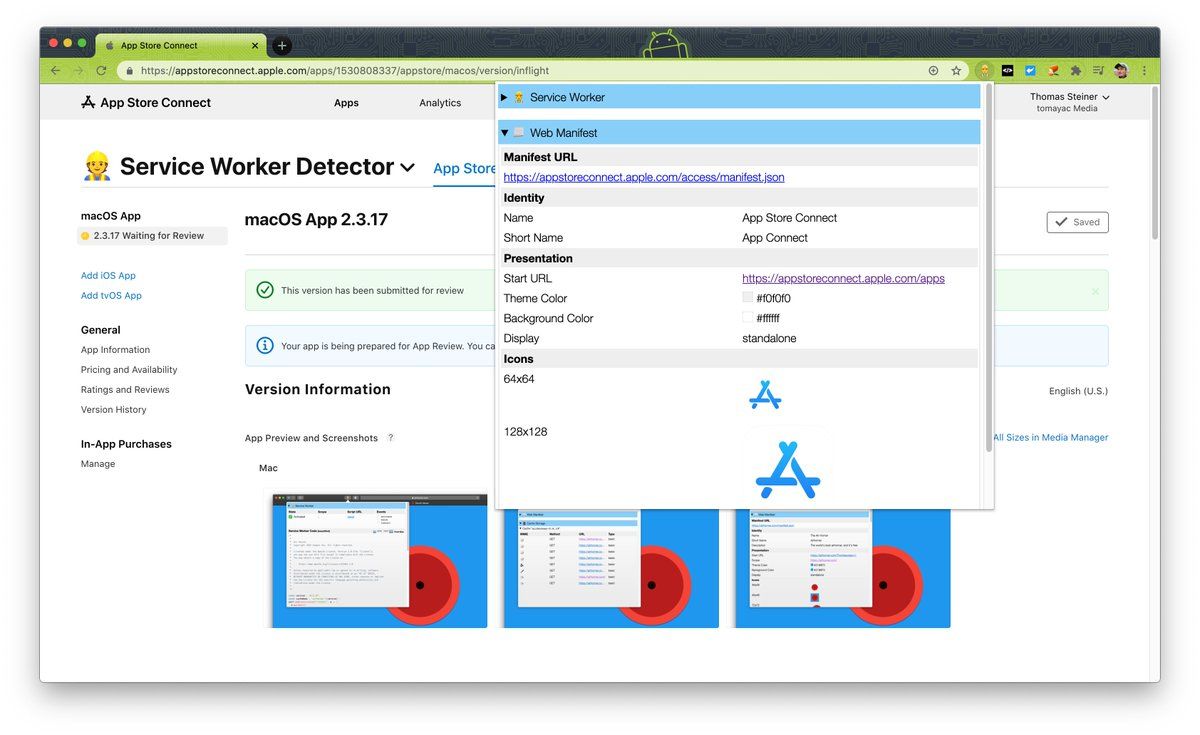 App Store Connect
https://appstoreconnect.apple.com/apps/1530808337/appstore/macos/version/inflight
App Store Connect
Apps
Analytics
Thomas Steiner
tomayac Media
Service Worker Detector
App Store
macOS App
2.3.17 Waiting for Review
Add iOS App
Add tvOS App
General
App Information
Pricing and Availability
Ratings and Reviews
Version History
In-App Purchases
Manage
macOS App 2.3.17
Saved
This version has been submitted for review
Your app is being prepared for App Review. You ca
Version Information
English (U.S.)
App Preview and Screenshots ?
All Sizes in Media Manager
Mac
Service Worker
Web Manifest
Manifest URL
https://appstoreconnect.apple.com/access/manifest.json
Identity
Name App Store Connect
Short Name App Connect
Presentation
Start URL https://appstoreconnect.apple.com/apps
Theme Color #f0f0f0
Background Color #ffffff
Display standalone
Icons
64x64
128x128